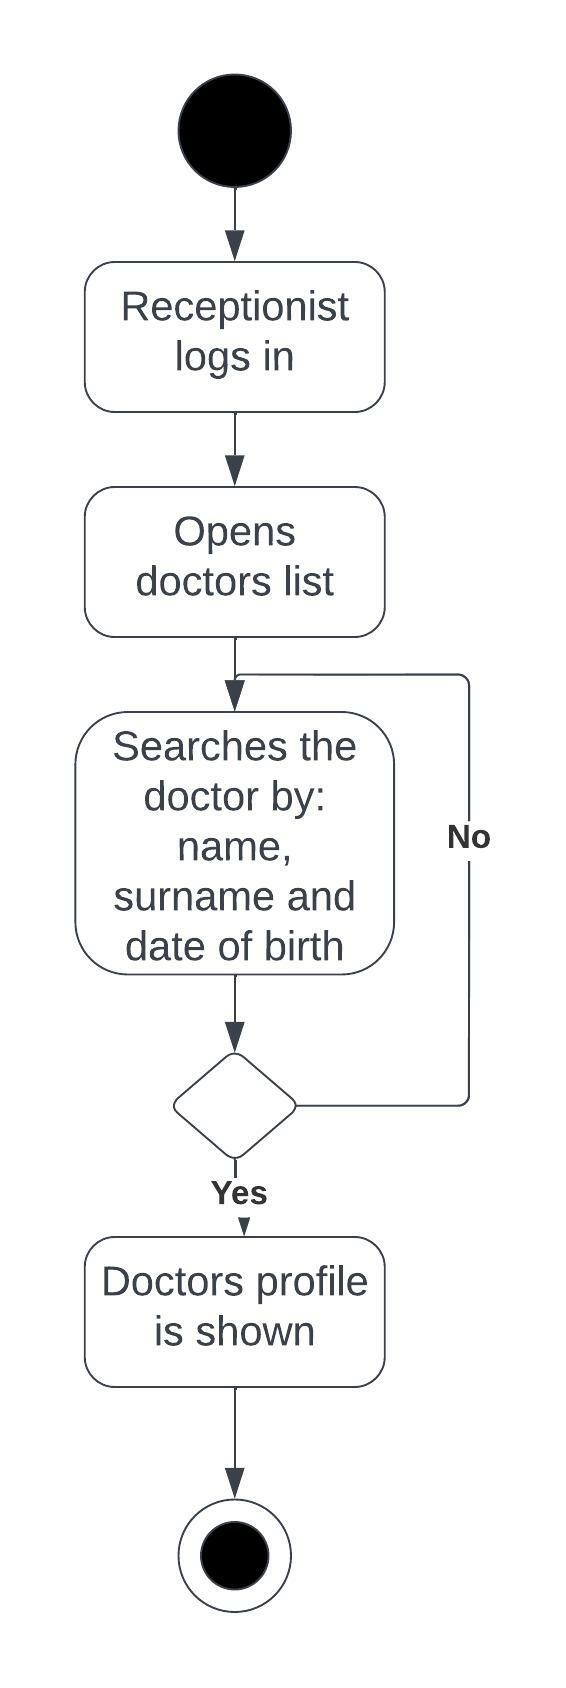 Receptionist
logs in
Opens
doctors list
Searches the
doctor by:
name,
surname and
date of birth
No
Yes
Doctors profile
is shown